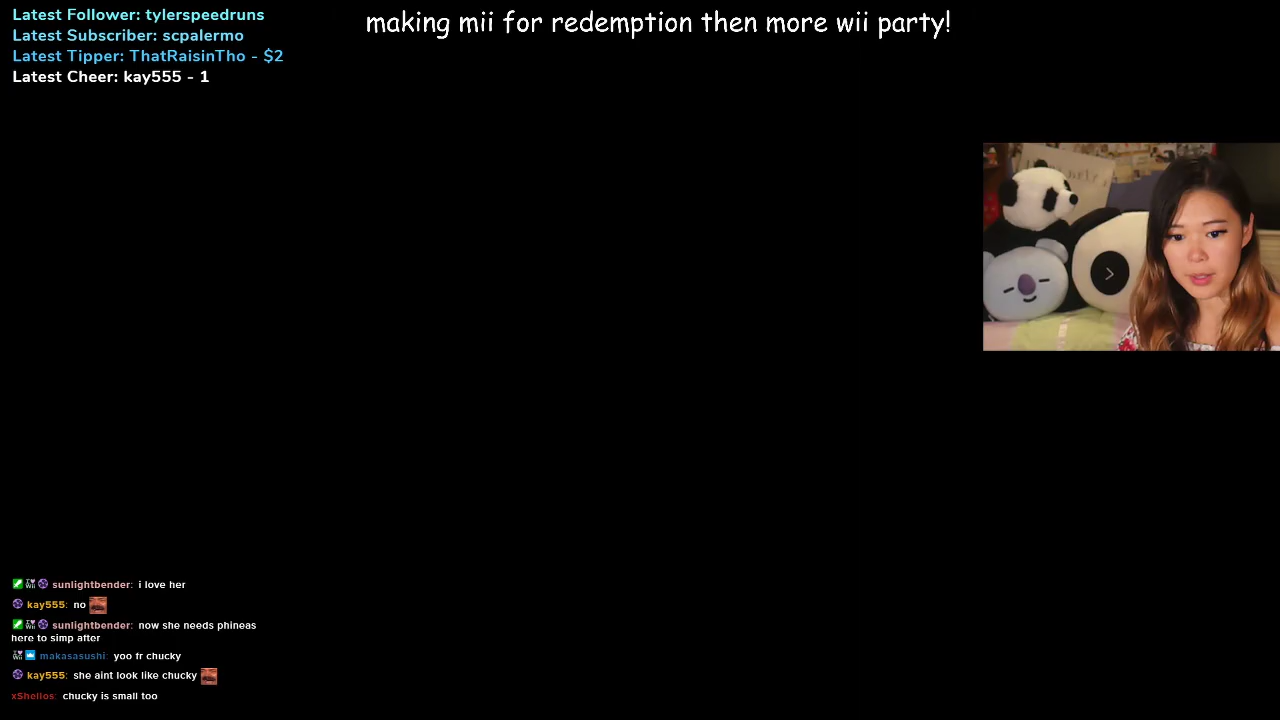 Latest Follower: tylerspeedruns
Latest Subscriber: scpalermo
Latest Tipper: ThatRaisinTho - $2
Latest Cheer: kay555 - 1
making mii for redemption then more wii party!
sunlightbender: i love her
kay555: no
sunlightbender: now she needs phineas
here to simp after
makasasushi: yoo fr chucky
kay555: she aint look like chucky
xShellos: chucky is small too